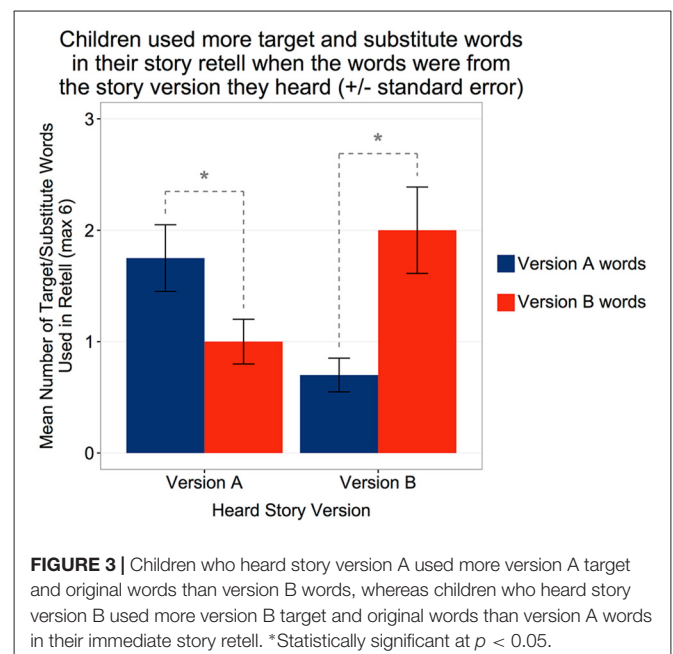 Children used more target and substitute words
in their story retell when the words were from
the story version they heard (+/- standard error)
Mean Number of Target/Substitute Words
Used in Retell (max 6)
3
2
1
0
*
*
Version A words
Version B words
Version A
Version B
Heard Story Version
FIGURE 3 | Children who heard story version A used more version A target
and original words than version B words, whereas children who heard story
version B used more version B target and original words than version A words
in their immediate story retell. *Statistically significant at p < 0.05.